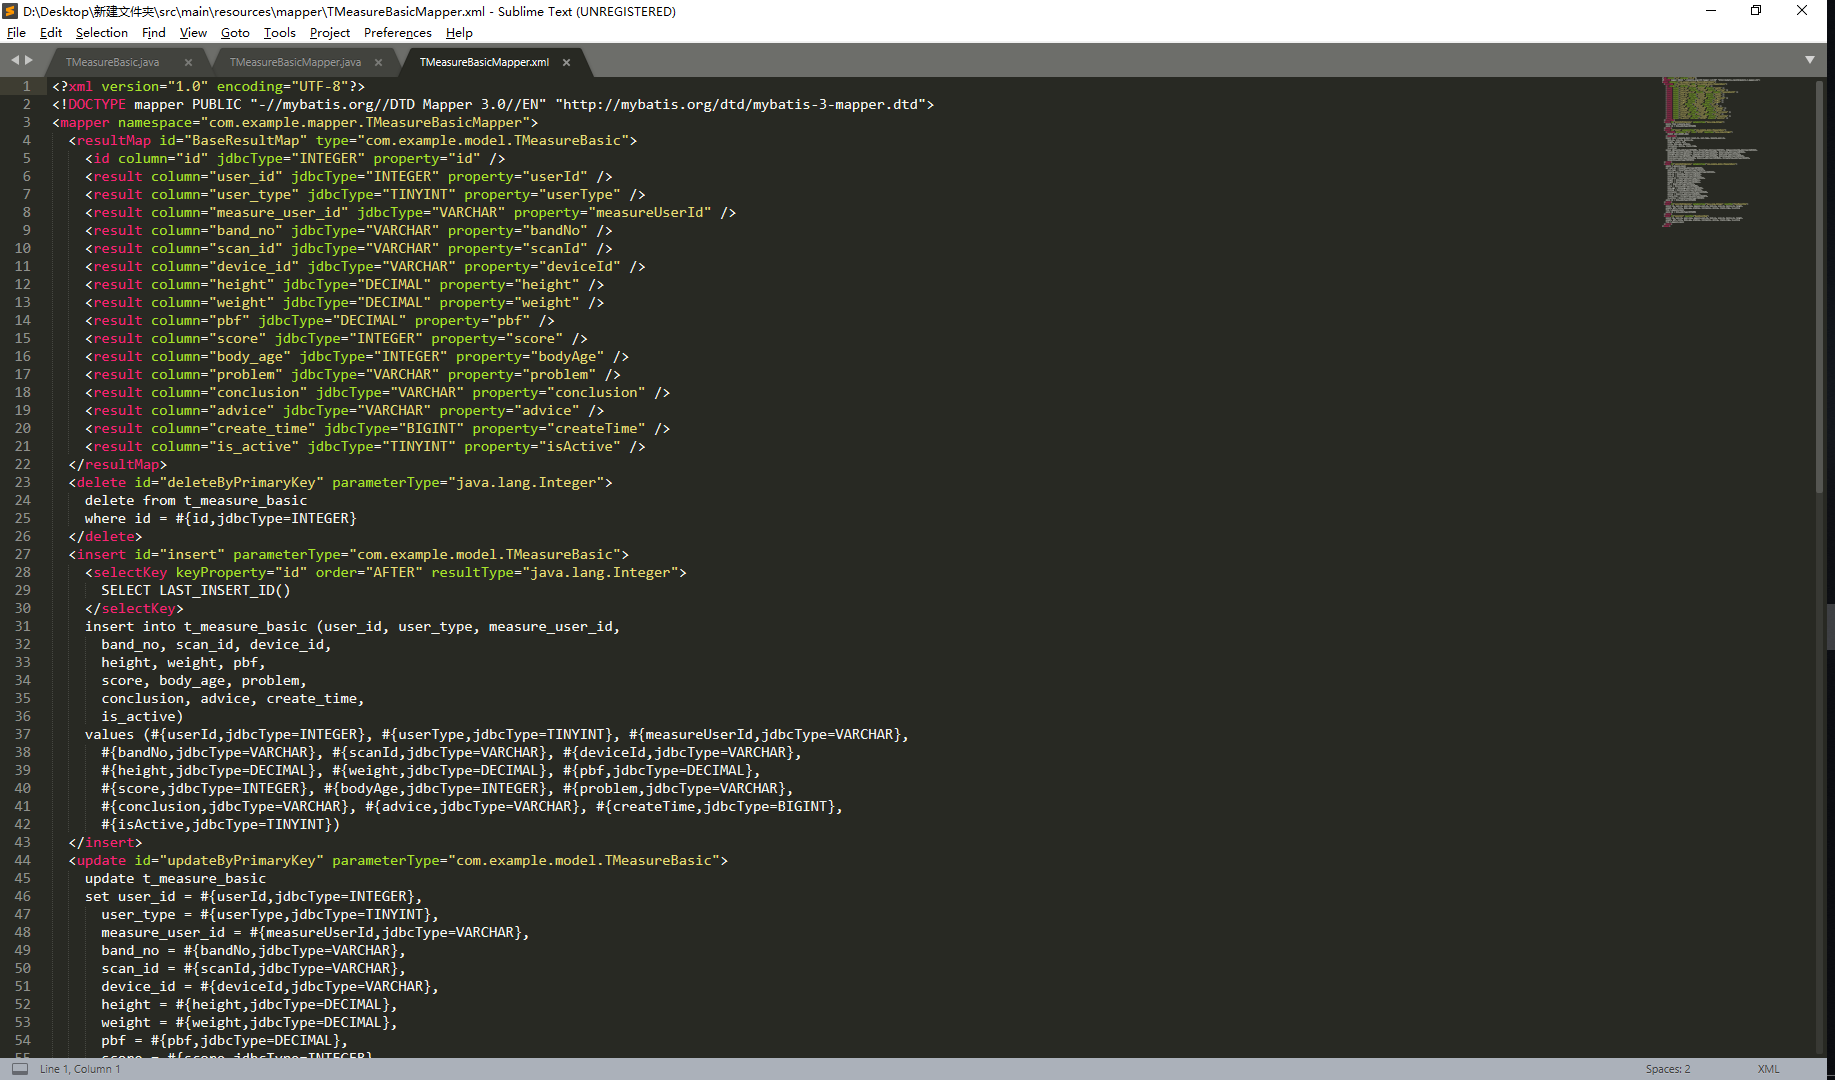 D:\Desktop\新建文件夹\src\main\resources\mapper\TMeasureBasicMapper.xml - Sublime Text (UNREGISTERED)
File Edit Selection Find View Goto Tools Project Preferences Help
TMeasureBasic.java TMeasureBasicMapper.java TMeasureBasicMapper.xml
1 <?xml version="1.0" encoding="UTF-8"?>
2 <!DOCTYPE mapper PUBLIC "-//mybatis.org//DTD Mapper 3.0//EN" "http://mybatis.org/dtd/mybatis-3-mapper.dtd">
3 <mapper namespace="com.example.mapper.TMeasureBasicMapper">
4 <resultMap id="BaseResultMap" type="com.example.model.TMeasureBasic">
5 <id column="id" jdbcType="INTEGER" property="id" />
6 <result column="user_id" jdbcType="INTEGER" property="userId" />
7 <result column="user_type" jdbcType="TINYINT" property="userType" />
8 <result column="measure_user_id" jdbcType="VARCHAR" property="measureUserId" />
9 <result column="band_no" jdbcType="VARCHAR" property="bandNo" />
10 <result column="scan_id" jdbcType="VARCHAR" property="scanId" />
11 <result column="device_id" jdbcType="VARCHAR" property="deviceId" />
12 <result column="height" jdbcType="DECIMAL" property="height" />
13 <result column="weight" jdbcType="DECIMAL" property="weight" />
14 <result column="pbf" jdbcType="DECIMAL" property="pbf" />
15 <result column="score" jdbcType="INTEGER" property="score" />
16 <result column="body_age" jdbcType="INTEGER" property="bodyAge" />
17 <result column="problem" jdbcType="VARCHAR" property="problem" />
18 <result column="conclusion" jdbcType="VARCHAR" property="conclusion" />
19 <result column="advice" jdbcType="VARCHAR" property="advice" />
20 <result column="create_time" jdbcType="BIGINT" property="createTime" />
21 <result column="is_active" jdbcType="TINYINT" property="isActive" />
22 </resultMap>
23 <delete id="deleteByPrimaryKey" parameterType="java.lang.Integer">
24 delete from t_measure_basic
25 where id = #{id,jdbcType=INTEGER}
26 </delete>
27 <insert id="insert" parameterType="com.example.model.TMeasureBasic">
28 <selectKey keyProperty="id" order="AFTER" resultType="java.lang.Integer">
29 SELECT LAST_INSERT_ID()
30 </selectKey>
31 insert into t_measure_basic (user_id, user_type, measure_user_id,
32 band_no, scan_id, device_id,
33 height, weight, pbf,
34 score, body_age, problem,
35 conclusion, advice, create_time,
36 is_active)
37 values (#{userId,jdbcType=INTEGER}, #{userType,jdbcType=TINYINT}, #{measureUserId,jdbcType=VARCHAR},
38 #{bandNo,jdbcType=VARCHAR}, #{scanId,jdbcType=VARCHAR}, #{deviceId,jdbcType=VARCHAR},
39 #{height,jdbcType=DECIMAL}, #{weight,jdbcType=DECIMAL}, #{pbf,jdbcType=DECIMAL},
40 #{score,jdbcType=INTEGER}, #{bodyAge,jdbcType=INTEGER}, #{problem,jdbcType=VARCHAR},
41 #{conclusion,jdbcType=VARCHAR}, #{advice,jdbcType=VARCHAR}, #{createTime,jdbcType=BIGINT},
42 #{isActive,jdbcType=TINYINT})
43 </insert>
44 <update id="updateByPrimaryKey" parameterType="com.example.model.TMeasureBasic">
45 update t_measure_basic
46 set user_id = #{userId,jdbcType=INTEGER},
47 user_type = #{userType,jdbcType=TINYINT},
48 measure_user_id = #{measureUserId,jdbcType=VARCHAR},
49 band_no = #{bandNo,jdbcType=VARCHAR},
50 scan_id = #{scanId,jdbcType=VARCHAR},
51 device_id = #{deviceId,jdbcType=VARCHAR},
52 height = #{height,jdbcType=DECIMAL},
53 weight = #{weight,jdbcType=DECIMAL},
54 pbf = #{pbf,jdbcType=DECIMAL},
55 score = #{score,jdbcType=INTEGER},
Line 1, Column 1 Spaces: 2 XML